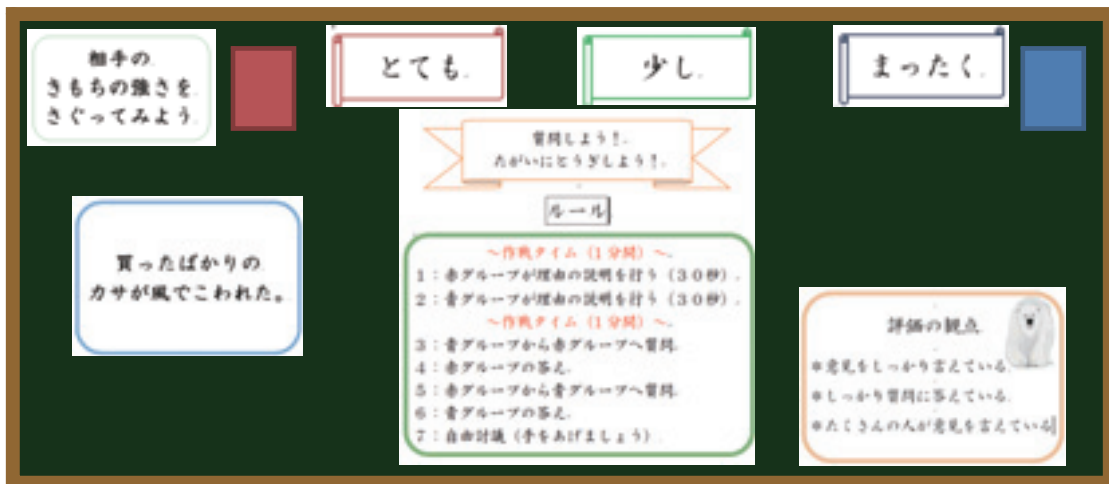 相手の
きもちの強さを
さぐってみよう
とても
少し
まったく
質問しよう!
たがいにとうぎしよう!
ルール
~作戦タイム(1分間)~
1:赤グループが理由の説明を行う(30秒)
2:青グループが理由の説明を行う(30秒)
~作戦タイム(1分間)~
3:青グループから赤グループへ質問
4:赤グループの答え
5:赤グループから青グループへ質問
6:青グループの答え
7:自由討議(手をあげましょう)
買ったばかりの
カサが風でこわれた。
評価の観点
*意見をしっかり言えている
*しっかり質問に答えている
*たくさんの人が意見を言えている